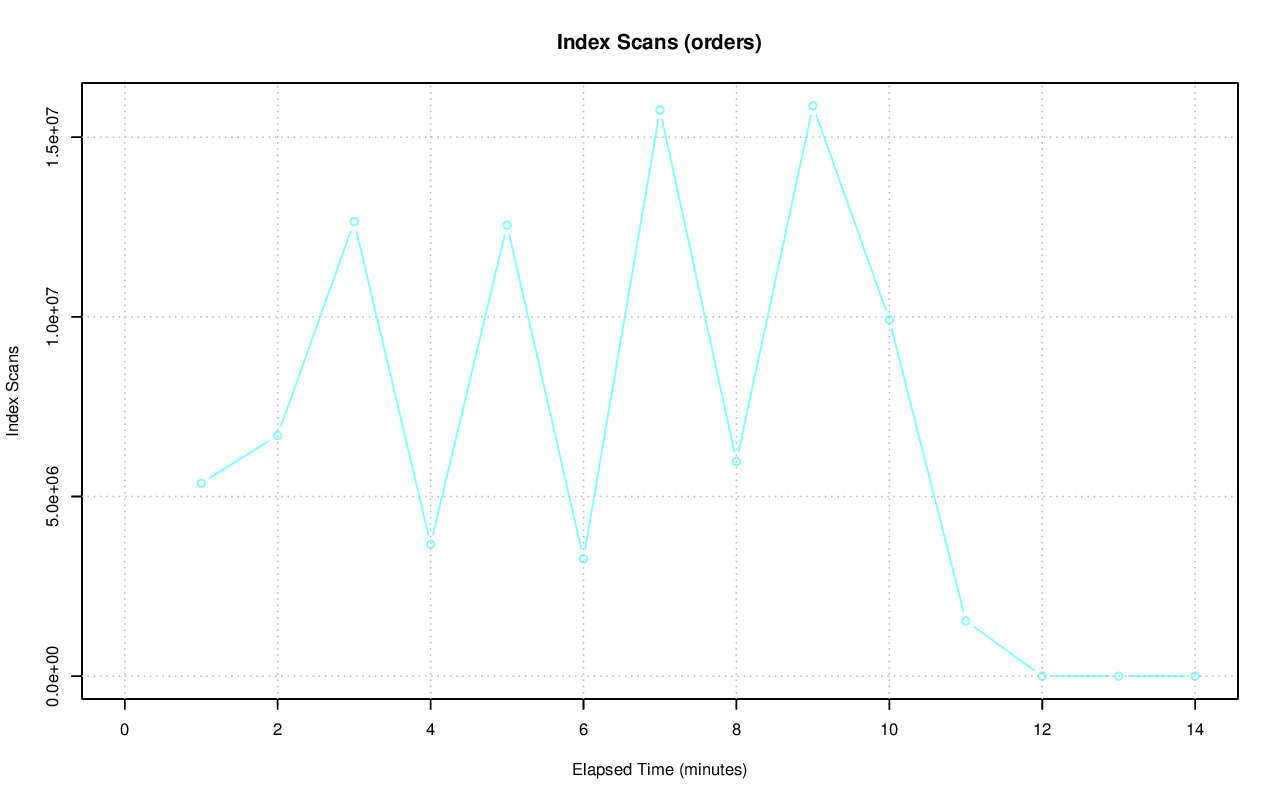 Index Scans (orders)
Index Scans
1.5e+07
1.0e+07
5.0e+06
0.0e+00
0 2 4 6 8 10 12 14
Elapsed Time (minutes)